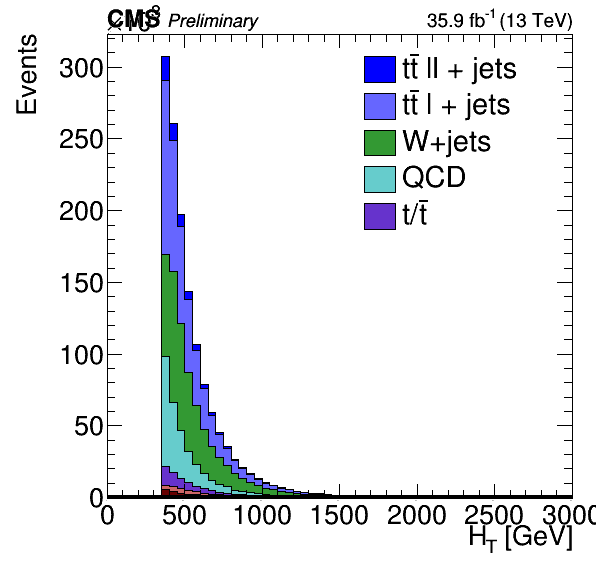 CMS Preliminary 35.9 fb⁻¹ (13 TeV)
Events
300
250
200
150
100
50
0
tt̄ ll + jets
tt̄ l + jets
W+jets
QCD
t/t̄
0 500 1000 1500 2000 2500 3000
H_T [GeV]